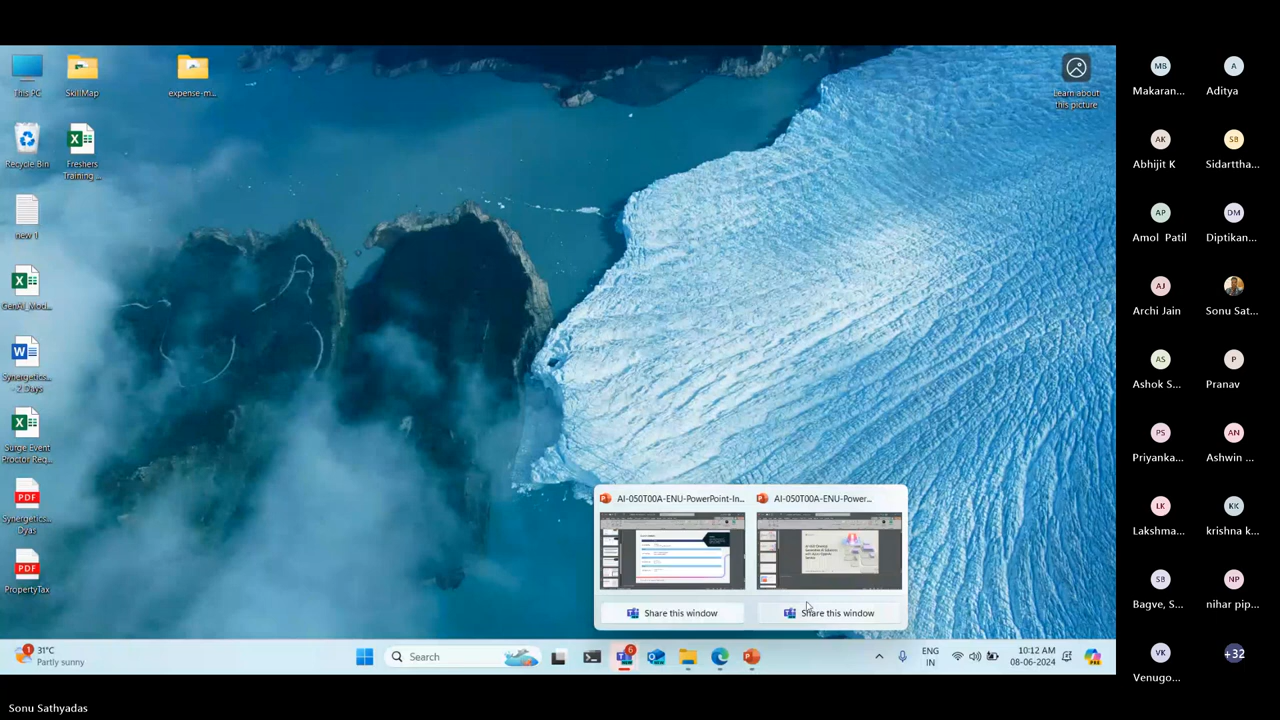 This PC
SkillMap
expense-m...
Learn about
this picture
Recycle Bin
Freshers
Training ...
new 1
GenAI_Mod...
Synergetics...
- 2 Days
Surge Event
Proctor Req...
Synergetics...
Dyas
PropertyTax
AI-050T00A-ENU-PowerPoint-In...
AI-050T00A-ENU-Power...
Share this window
Share this window
31°C
Partly sunny
Search
6
ENG
IN
10:12 AM
08-06-2024
MB
Makaran...
A
Aditya
AK
Abhijit K
SB
Sidarttha...
AP
Amol Patil
DM
Diptikan...
AJ
Archi Jain
Sonu Sat...
AS
Ashok S...
P
Pranav
PS
Priyanka...
AN
Ashwin ...
LK
Lakshma...
KK
krishna k...
SB
Bagve, S...
NP
nihar pip...
VK
Venugo...
+32
Sonu Sathyadas